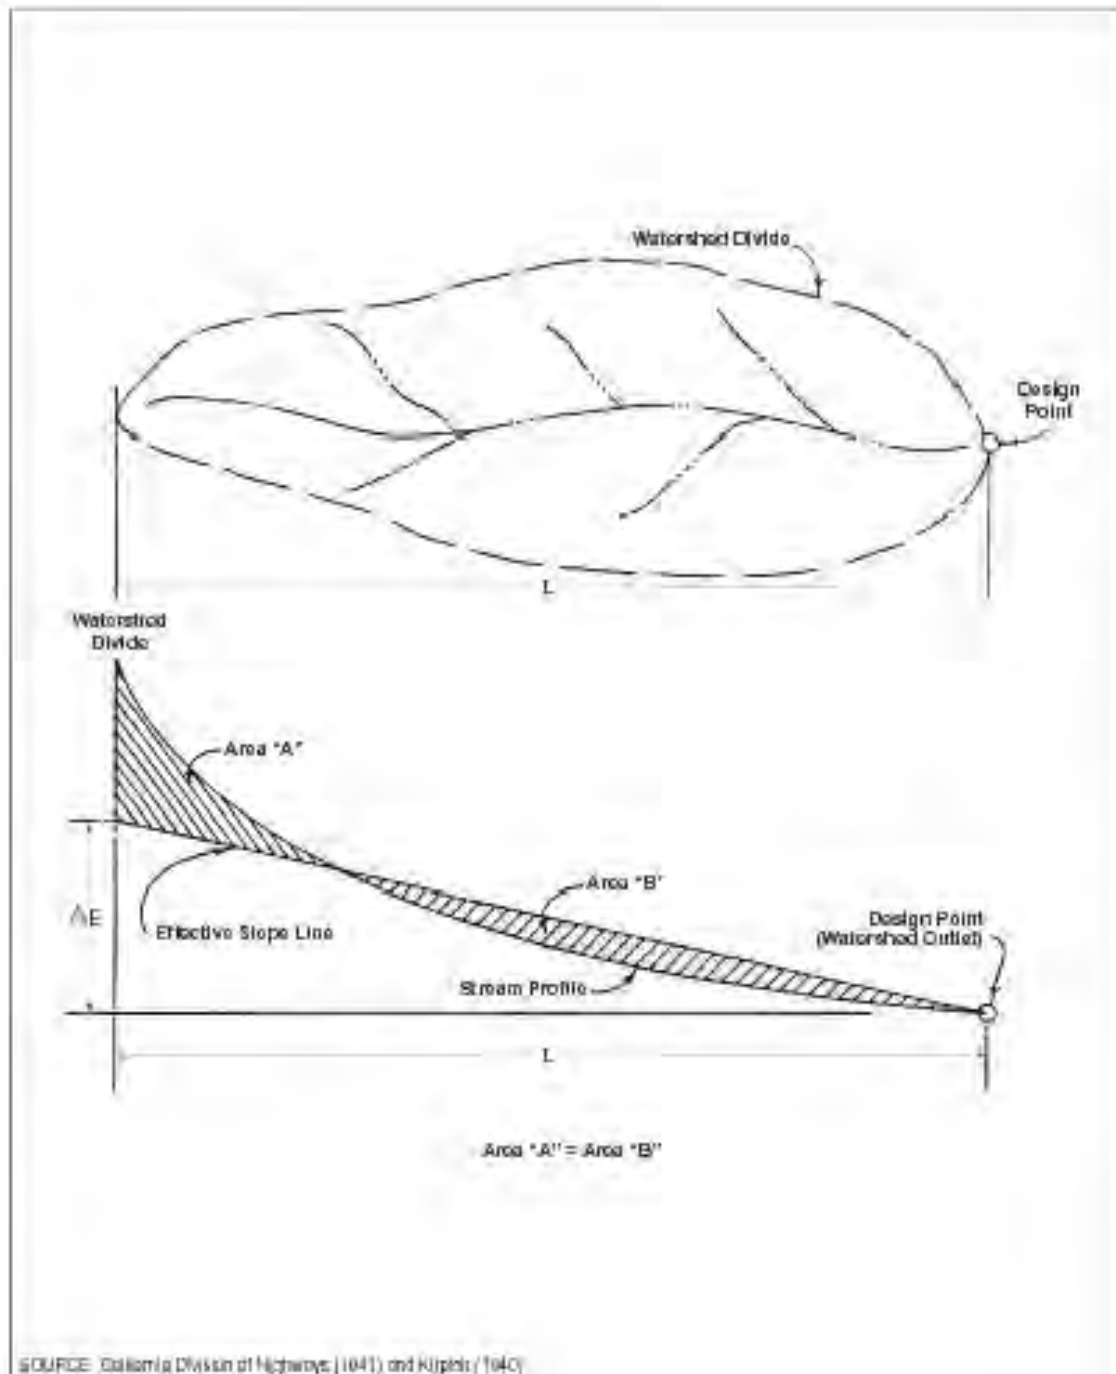 Watershed Divide
Design
Point
L
Watershed
Divide
Area "A"
Area "B"
ΔE
Effective Slope Line
Design Point
(Watershed Outlet)
Stream Profile
L
Area "A" = Area "B"
SOURCE: California Division of Highways (1941) and Kirpich (1940)